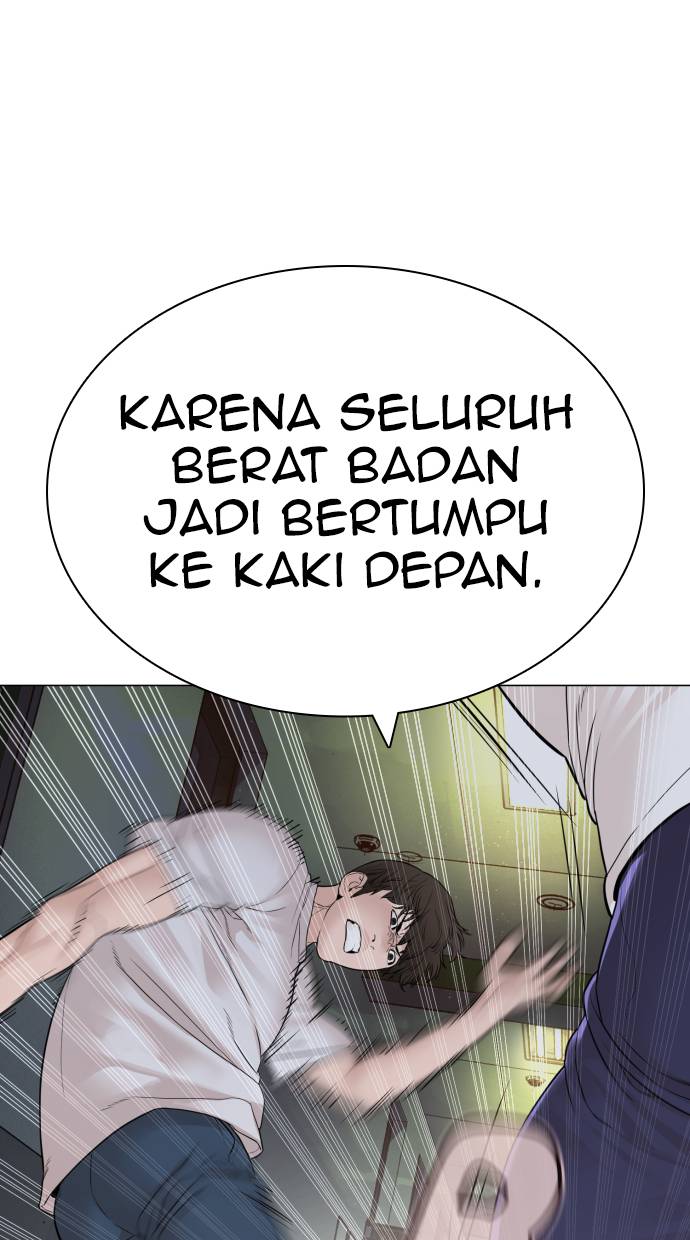 KARENA SELURUH
BERAT BADAN
JADI BERTUMPU
KE KAKI DEPAN.